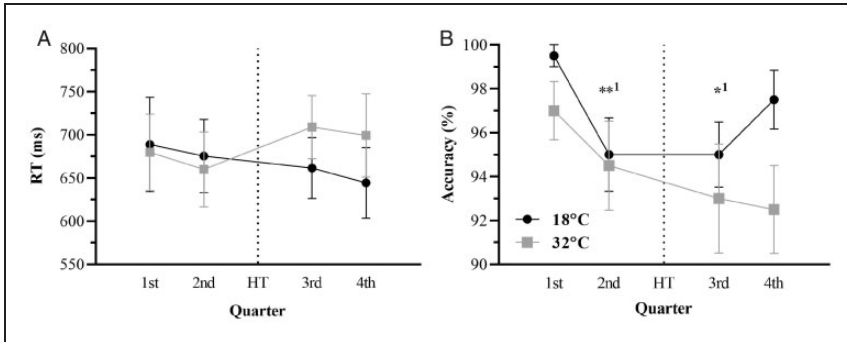 A
800
750
700
650
600
550
RT (ms)
1st 2nd HT 3rd 4th
Quarter
B
100
98
96
94
92
90
Accuracy (%)
**1
*1
18°C
32°C
1st 2nd HT 3rd 4th
Quarter